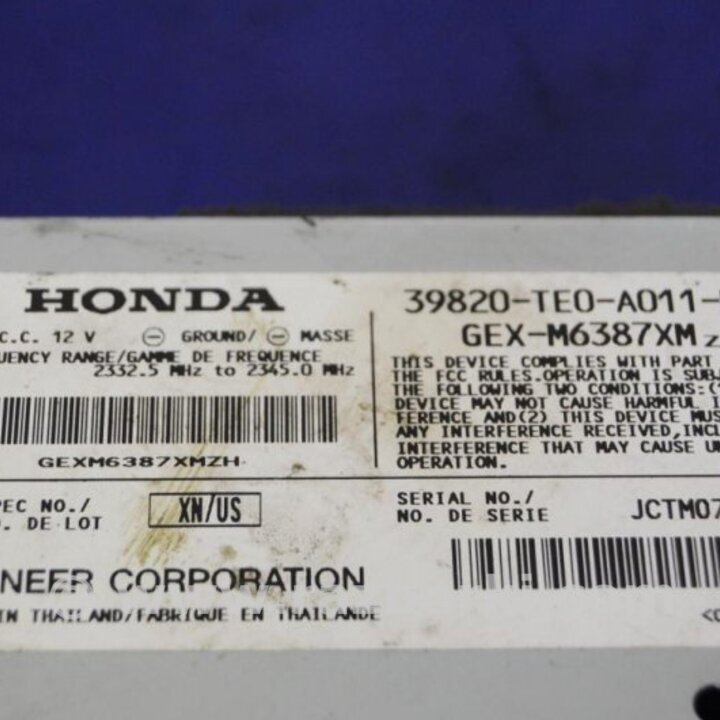 HONDA
C.C. 12 V ⊖ GROUND/ ⊖ MASSE
UENCY RANGE/GAMME DE FREQUENCE
2332.5 MHz to 2345.0 MHz
GEXM6387XMZH
39820-TE0-A011-
GEX-M6387XM Z
THIS DEVICE COMPLIES WITH PART
THE FCC RULES.OPERATION IS SUBJ
THE FOLLOWING TWO CONDITIONS:(
DEVICE MAY NOT CAUSE HARMFUL I
FERENCE AND(2) THIS DEVICE MUS
ANY INTERFERENCE RECEIVED,INCL
INTERFERENCE THAT MAY CAUSE UN
OPERATION.
PEC NO./
O. DE LOT
XN/US
SERIAL NO./
NO. DE SERIE
JCTM07
NEER CORPORATION
IN THAILAND/FABRIQUE EN THAILANDE